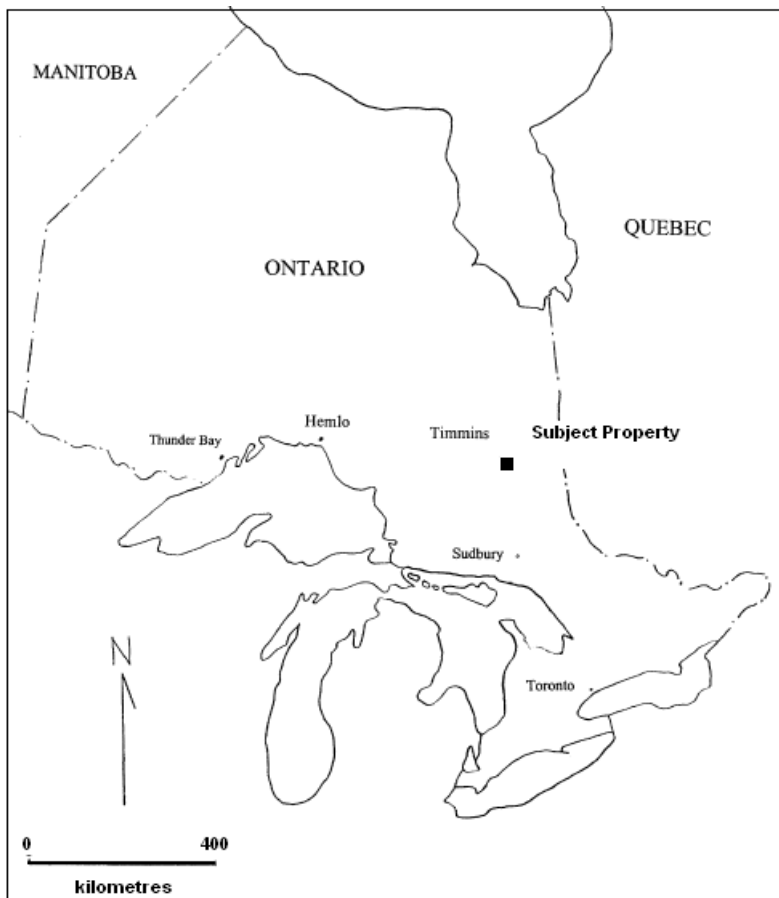 MANITOBA
QUEBEC
ONTARIO
Hemlo
Timmins
Subject Property
Thunder Bay
Sudbury
N
Toronto
0 400
kilometres